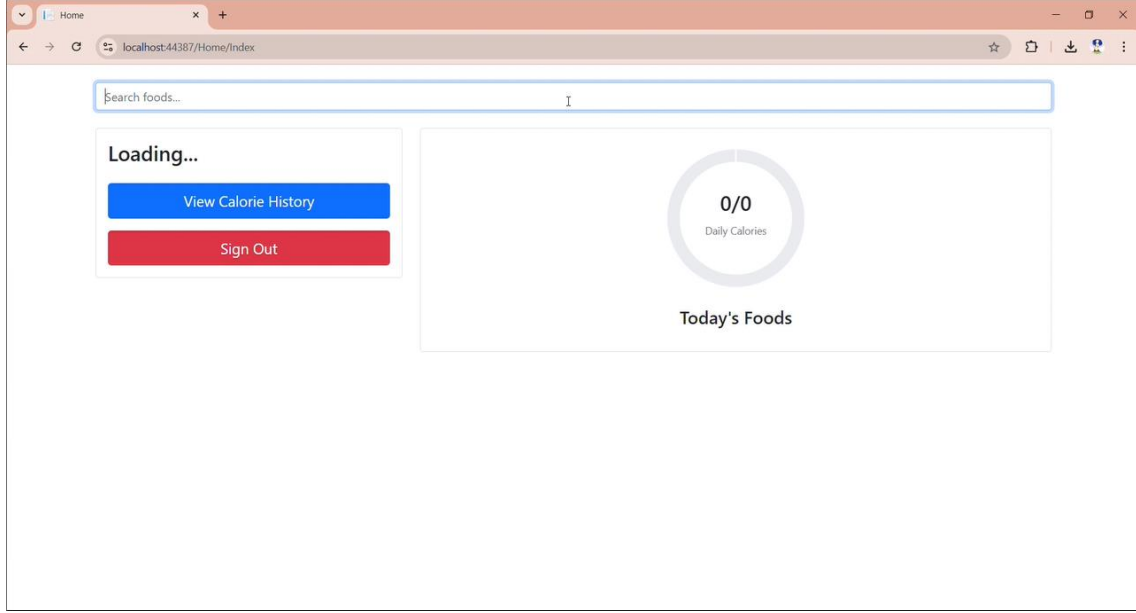 Home
localhost:44387/Home/Index
Search foods...
Loading...
View Calorie History
Sign Out
0/0
Daily Calories
Today's Foods